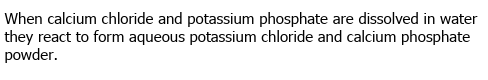 When calcium chloride and potassium phosphate are dissolved in water
they react to form aqueous potassium chloride and calcium phosphate
powder.